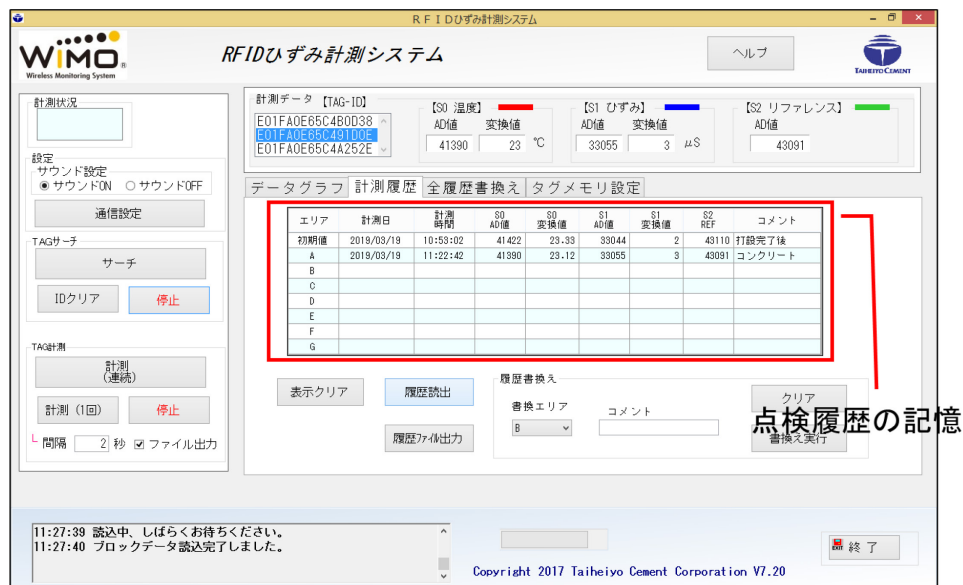 RFIDひずみ計測システム
WiMO®
Wireless Monitoring System
RFIDひずみ計測システム
ヘルプ
TAIHEIYO CEMENT
計測状況
設定
サウンド設定
サウンドON サウンドOFF
通信設定
TAGサーチ
サーチ
IDクリア 停止
TAG計測
計測
(連続)
計測 (1回) 停止
間隔 2 秒 ファイル出力
計測データ 【TAG-ID】
E01FA0E65C4B0D38
E01FA0E65C491D0E
E01FA0E65C4A252E
【S0 温度】
AD値 変換値
41390 23 ℃
【S1 ひずみ】
AD値 変換値
33055 3 μS
【S2 リファレンス】
AD値
43091
データグラフ 計測履歴 全履歴書換え タグメモリ設定
エリア 計測日 計測時間 S0 AD値 S0 変換値 S1 AD値 S1 変換値 S2 REF コメント
初期値 2019/03/19 10:53:02 41422 23.33 33044 2 43110 打設完了後
A 2019/03/19 11:22:42 41390 23.12 33055 3 43091 コンクリート
B
C
D
E
F
G
表示クリア 履歴読出
履歴ファイル出力
履歴書換え
書換エリア コメント
B
クリア
書換え実行
点検履歴の記憶
11:27:39 読込中、しばらくお待ちください。
11:27:40 ブロックデータ読込完了しました。
Copyright 2017 Taiheiyo Cement Corporation V7.20
EXIT 終了